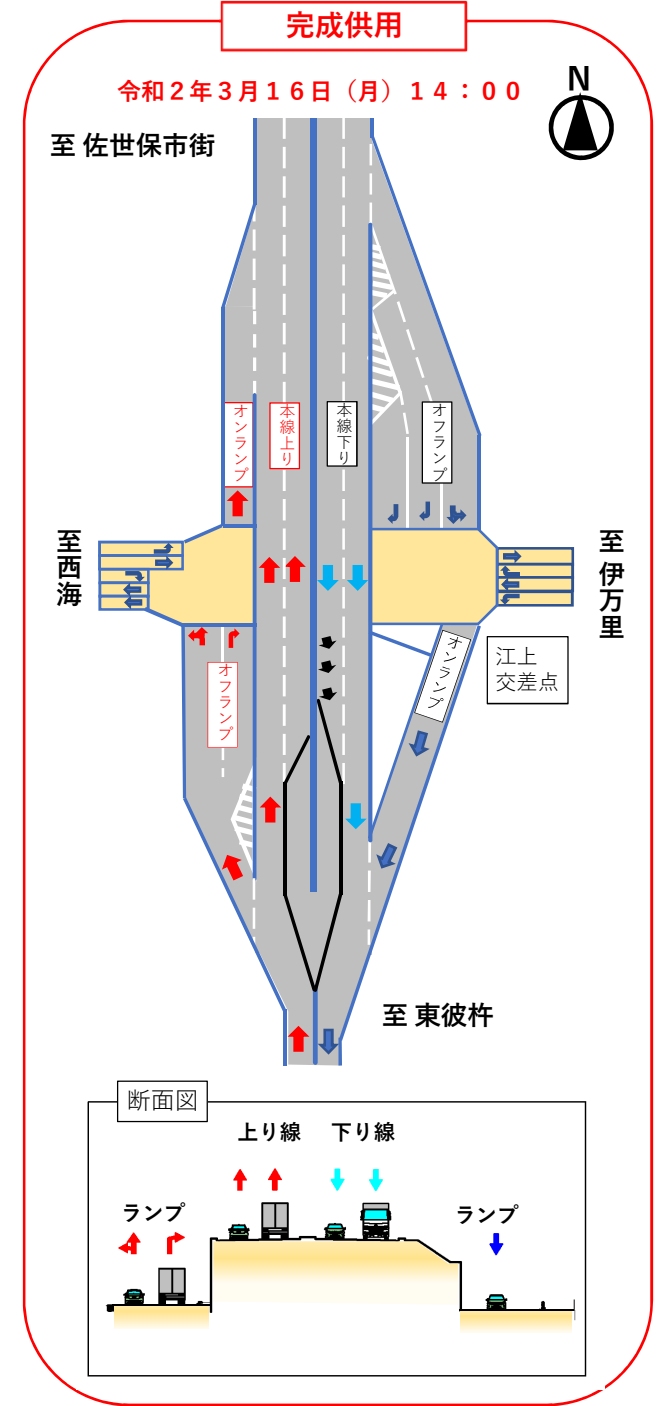 完成供用
令和２年３月１６日（月）１４：００
N
至 佐世保市街
オンランプ
本線上り
本線下り
オフランプ
至西海
至 伊万里
オフランプ
オンランプ
江上
交差点
至 東彼杵
断面図
上り線
下り線
ランプ
ランプ